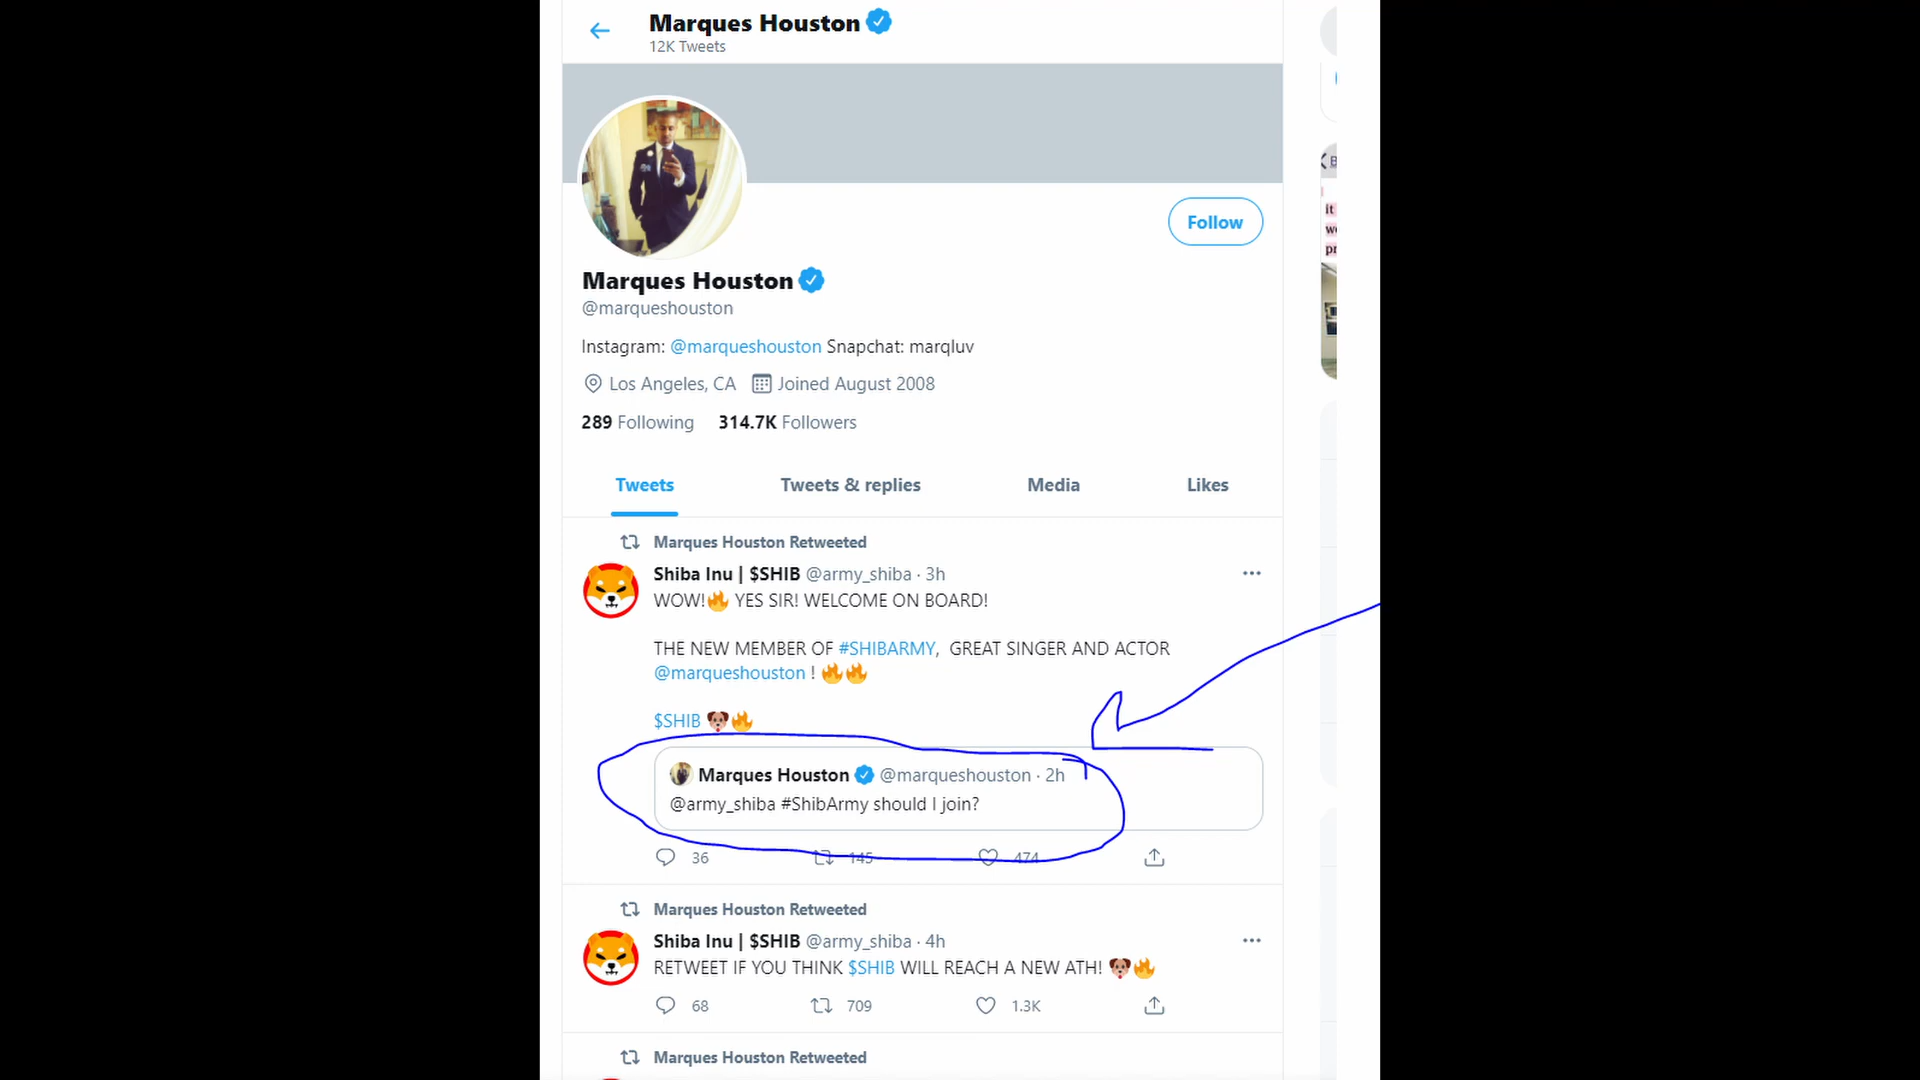 Marques Houston
12K Tweets
Follow
Marques Houston
@marqueshouston
Instagram: @marqueshouston Snapchat: marqluv
Los Angeles, CA Joined August 2008
289 Following 314.7K Followers
Tweets Tweets & replies Media Likes
Marques Houston Retweeted
Shiba Inu | $SHIB @army_shiba · 3h
WOW!🔥 YES SIR! WELCOME ON BOARD!
THE NEW MEMBER OF #SHIBARMY, GREAT SINGER AND ACTOR
@marqueshouston ! 🔥🔥
$SHIB 🐶🔥
Marques Houston @marqueshouston · 2h
@army_shiba #ShibArmy should I join?
36 145 474
Marques Houston Retweeted
Shiba Inu | $SHIB @army_shiba · 4h
RETWEET IF YOU THINK $SHIB WILL REACH A NEW ATH! 🐶🔥
68 709 1.3K
Marques Houston Retweeted
B
it